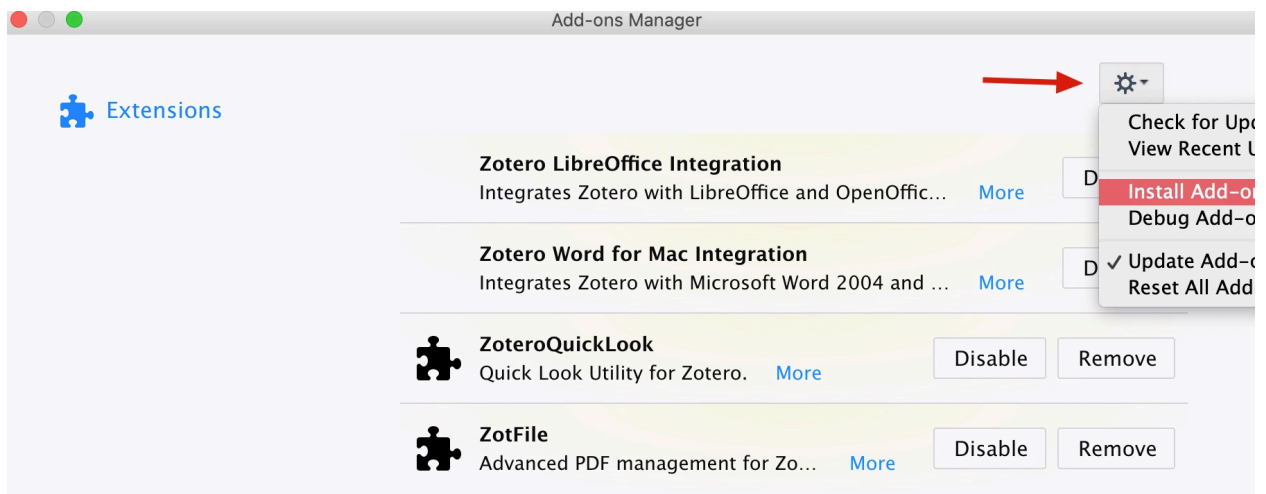 Add-ons Manager
Extensions
Check for Upd
View Recent U
Install Add-o
Debug Add-o
✓ Update Add-o
Reset All Add
Zotero LibreOffice Integration
Integrates Zotero with LibreOffice and OpenOffic... More
D
Zotero Word for Mac Integration
Integrates Zotero with Microsoft Word 2004 and ... More
D
ZoteroQuickLook
Quick Look Utility for Zotero. More
Disable Remove
ZotFile
Advanced PDF management for Zo... More
Disable Remove